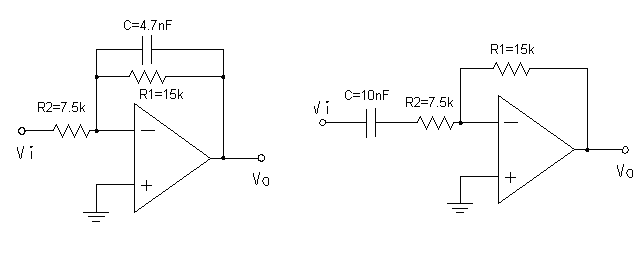 C=4.7nF
R1=15k
R2=7.5k
Vi
Vo
R1=15k
C=10nF
R2=7.5k
Vi
Vo